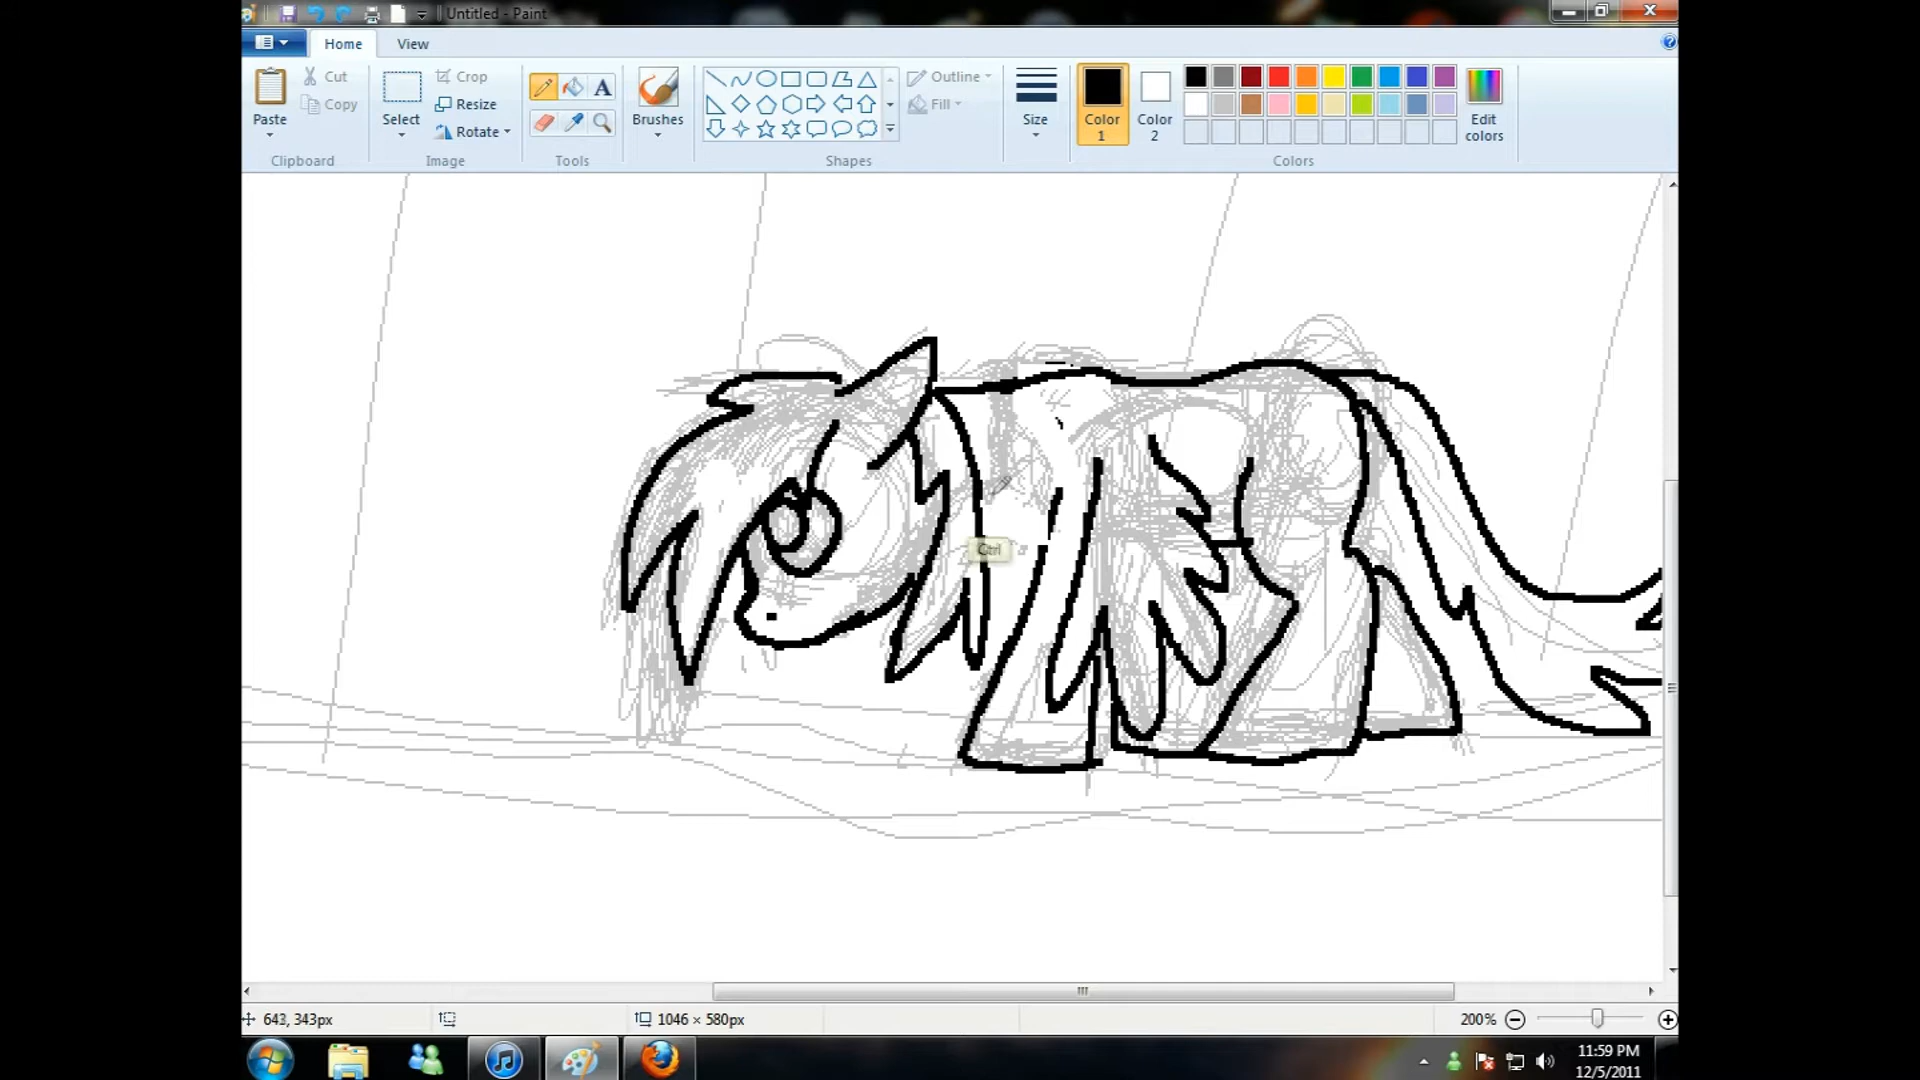 Untitled - Paint
Home View
Cut
Copy
Paste
Clipboard
Select
Crop
Resize
Rotate
Image
A
Tools
Brushes
Outline
Fill
Shapes
Size
Color 1
Color 2
Edit colors
Colors
Ctrl
643, 343px
1046 × 580px
200%
11:59 PM
12/5/2011